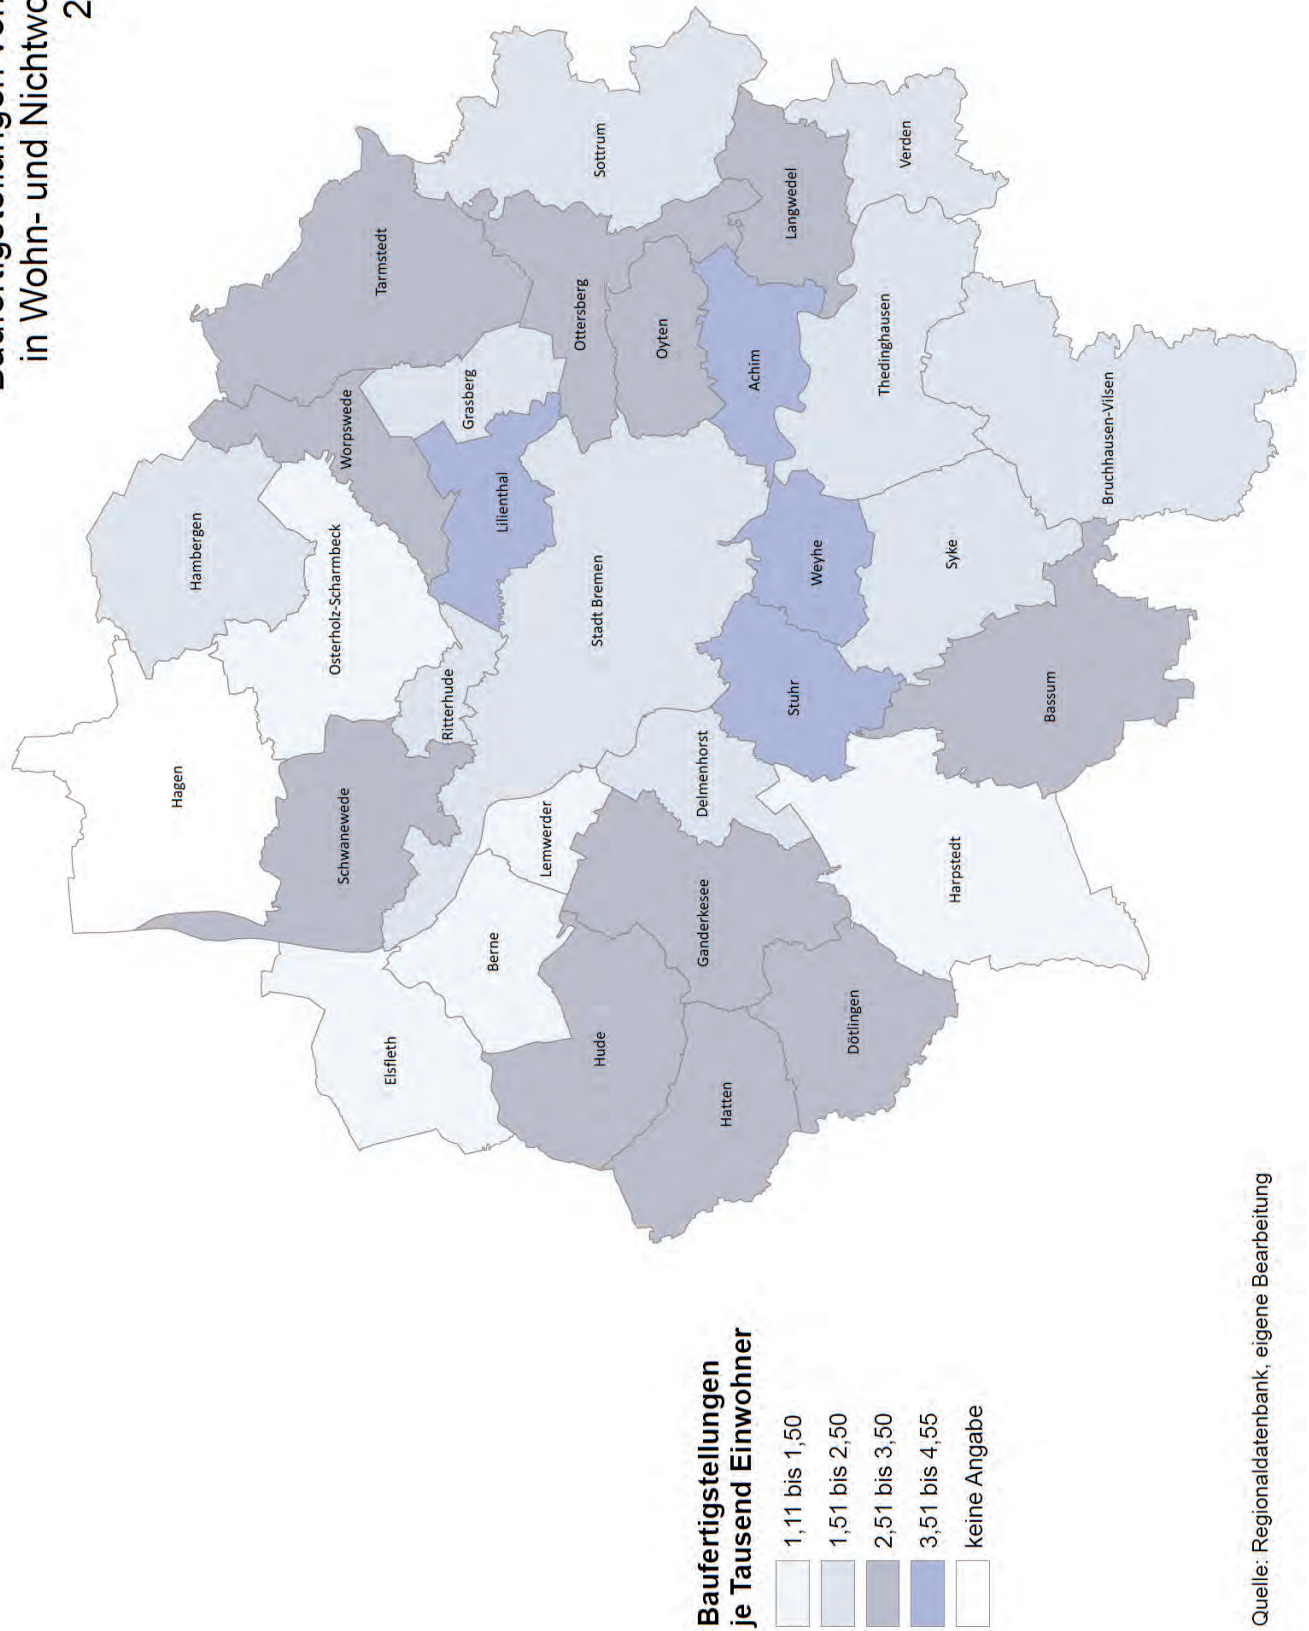 in Wohn- und
Hagen
Hambergen
Schwanewede
Osterholz-Scharmbeck
Worpswede
Tarmstedt
Elsfleth
Ritterhude
Grasberg
Berne
Lemwerder
Lilienthal
Hude
Stadt Bremen
Ottersberg
Sottrum
Hatten
Ganderkesee
Delmenhorst
Oyten
Dötlingen
Stuhr
Weyhe
Achim
Langwedel
Harpstedt
Syke
Thedinghausen
Verden
Bassum
Bruchhausen-Vilsen
Baufertigstellungen
je Tausend Einwohner
1,11 bis 1,50
1,51 bis 2,50
2,51 bis 3,50
3,51 bis 4,55
keine Angabe
Quelle: Regionaldatenbank, eigene Bearbeitung